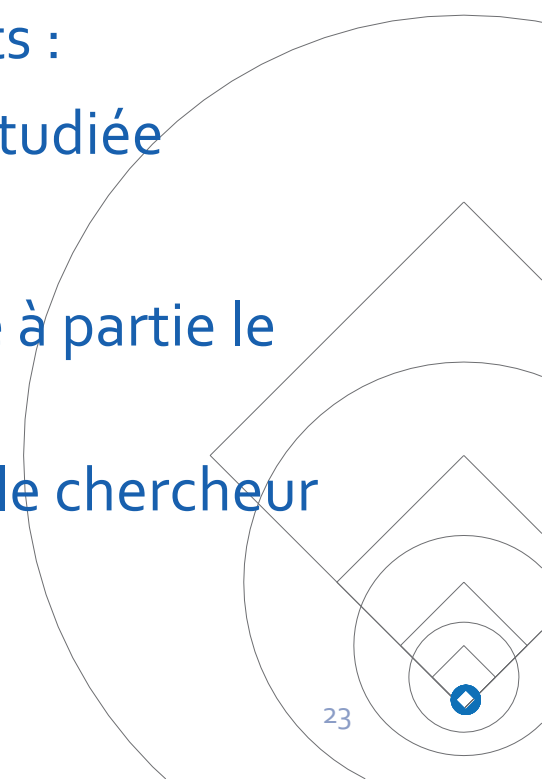 ts :
tudiée
e à partie le
le chercheur
23